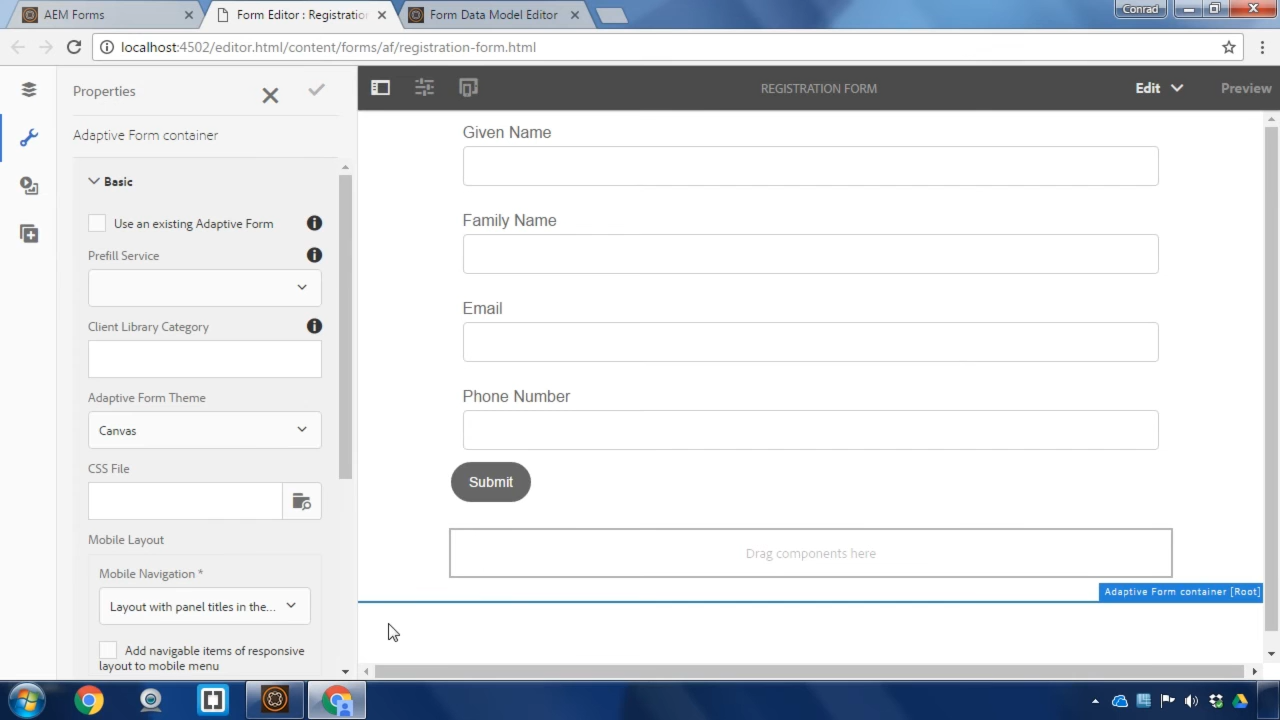 AEM Forms
Form Editor : Registratio
Form Data Model Editor
Conrad
localhost:4502/editor.html/content/forms/af/registration-form.html
Properties
REGISTRATION FORM
Edit
Preview
Adaptive Form container
Basic
Use an existing Adaptive Form
Prefill Service
Client Library Category
Adaptive Form Theme
Canvas
CSS File
Mobile Layout
Mobile Navigation *
Layout with panel titles in the...
Add navigable items of responsive
layout to mobile menu
Given Name
Family Name
Email
Phone Number
Submit
Drag components here
Adaptive Form container [Root]